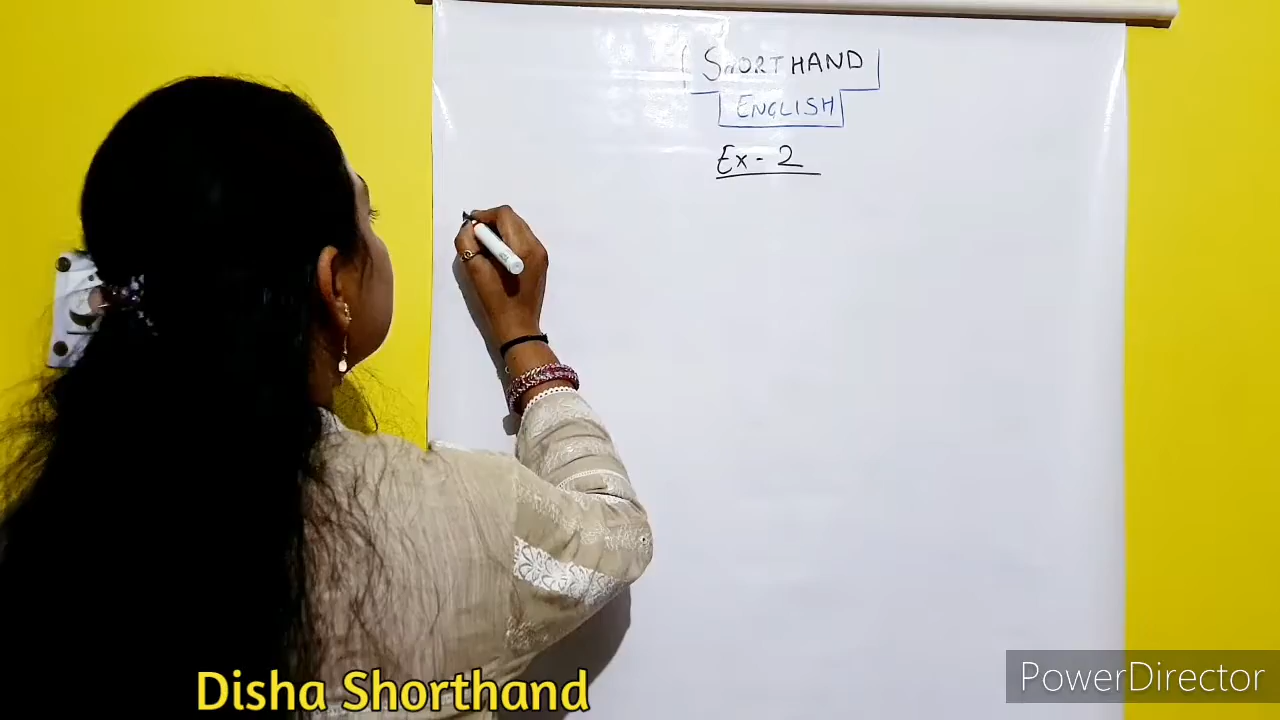 SHORTHAND
ENGLISH
Ex - 2
Disha Shorthand
PowerDirector